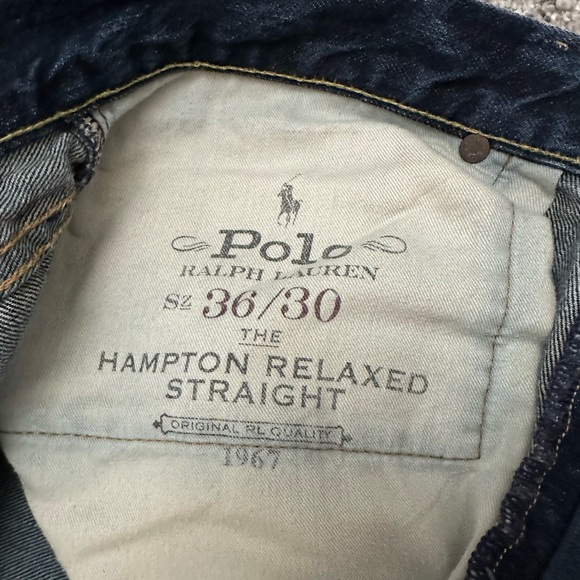 Polo
RALPH LAUREN
Sz 36/30
THE
HAMPTON RELAXED
STRAIGHT
ORIGINAL RL QUALITY
1967